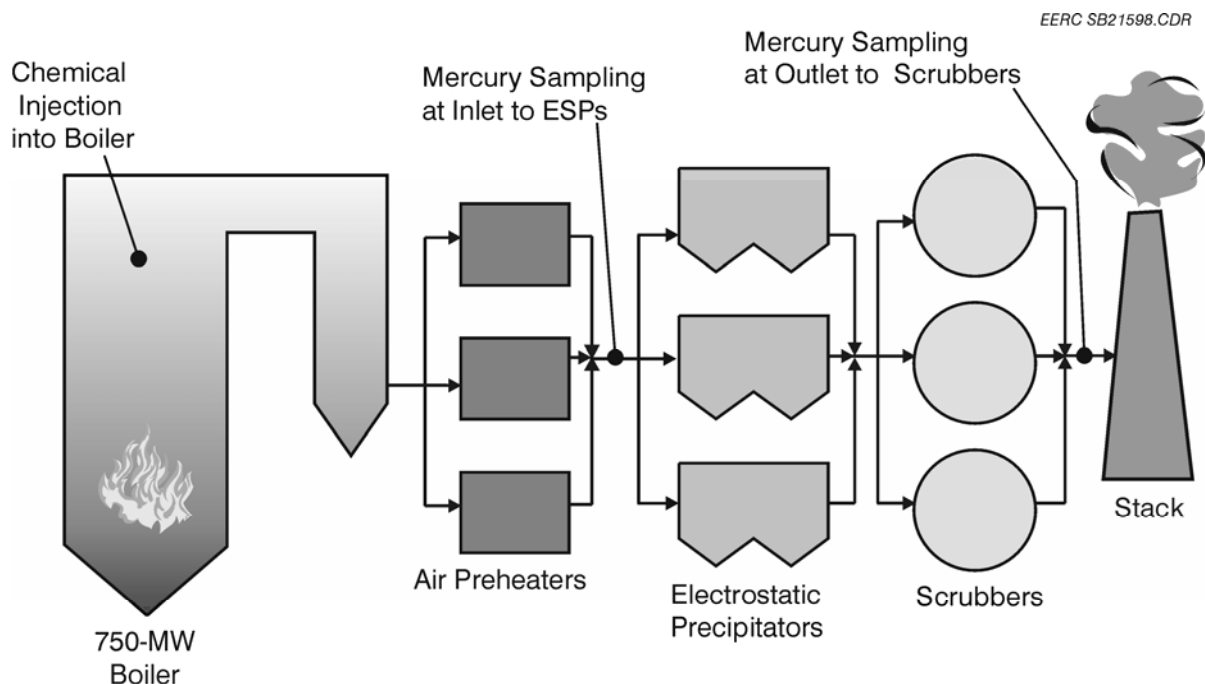 EERC SB21598.CDR
Chemical
Injection
into Boiler
Mercury Sampling
at Inlet to ESPs
Mercury Sampling
at Outlet to Scrubbers
750-MW
Boiler
Air Preheaters
Electrostatic
Precipitators
Scrubbers
Stack